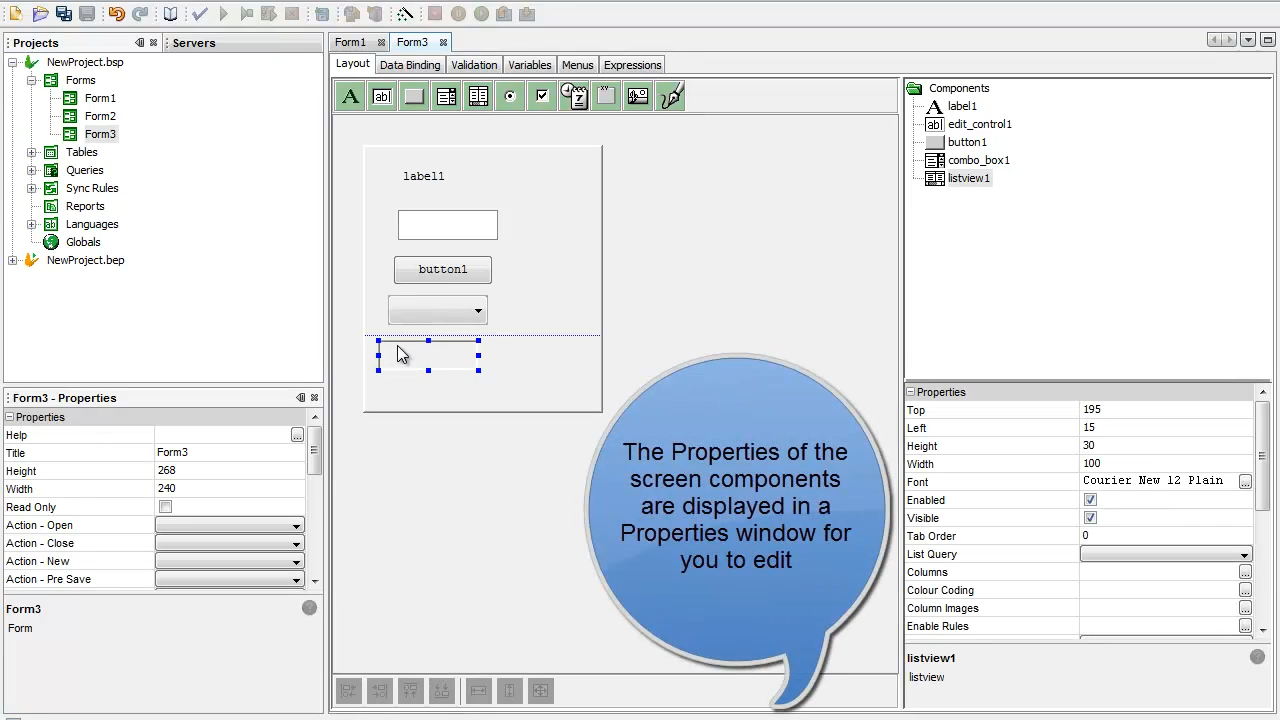 Projects
Servers
NewProject.bsp
Forms
Form1
Form2
Form3
Tables
Queries
Sync Rules
Reports
Languages
Globals
NewProject.bep
Form3 - Properties
Properties
Help
Title Form3
Height 268
Width 240
Read Only
Action - Open
Action - Close
Action - New
Action - Pre Save
Form3
Form
Form1
Form3
Layout
Data Binding
Validation
Variables
Menus
Expressions
A
ab
7
label1
button1
The Properties of the
screen components
are displayed in a
Properties window for
you to edit
Components
A label1
ab edit_control1
button1
combo_box1
listview1
Properties
Top 195
Left 15
Height 30
Width 100
Font Courier New 12 Plain ...
Enabled
Visible
Tab Order 0
List Query
Columns ...
Colour Coding ...
Column Images ...
Enable Rules ...
listview1
listview